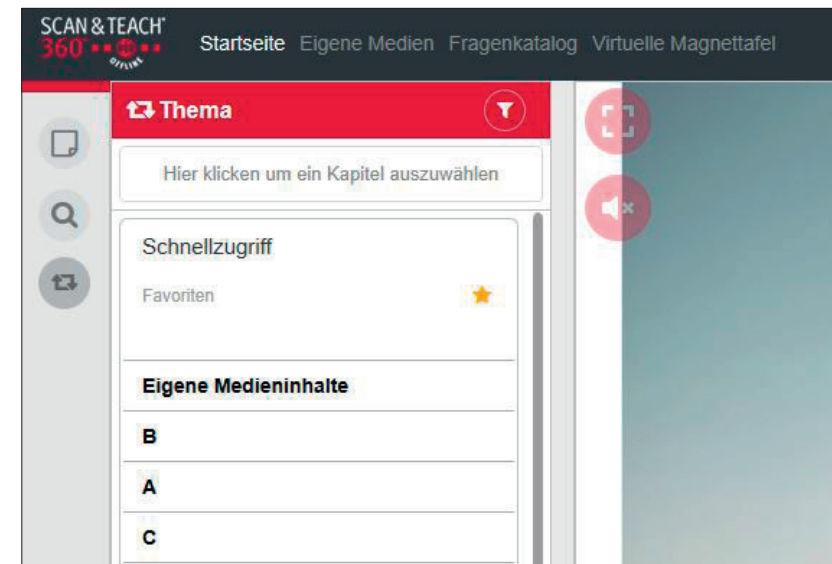 SCAN & TEACH
360°
OFFLINE
Startseite Eigene Medien Fragenkatalog Virtuelle Magnettafel
Thema
Hier klicken um ein Kapitel auszuwählen
Schnellzugriff
Favoriten
Eigene Medieninhalte
B
A
C